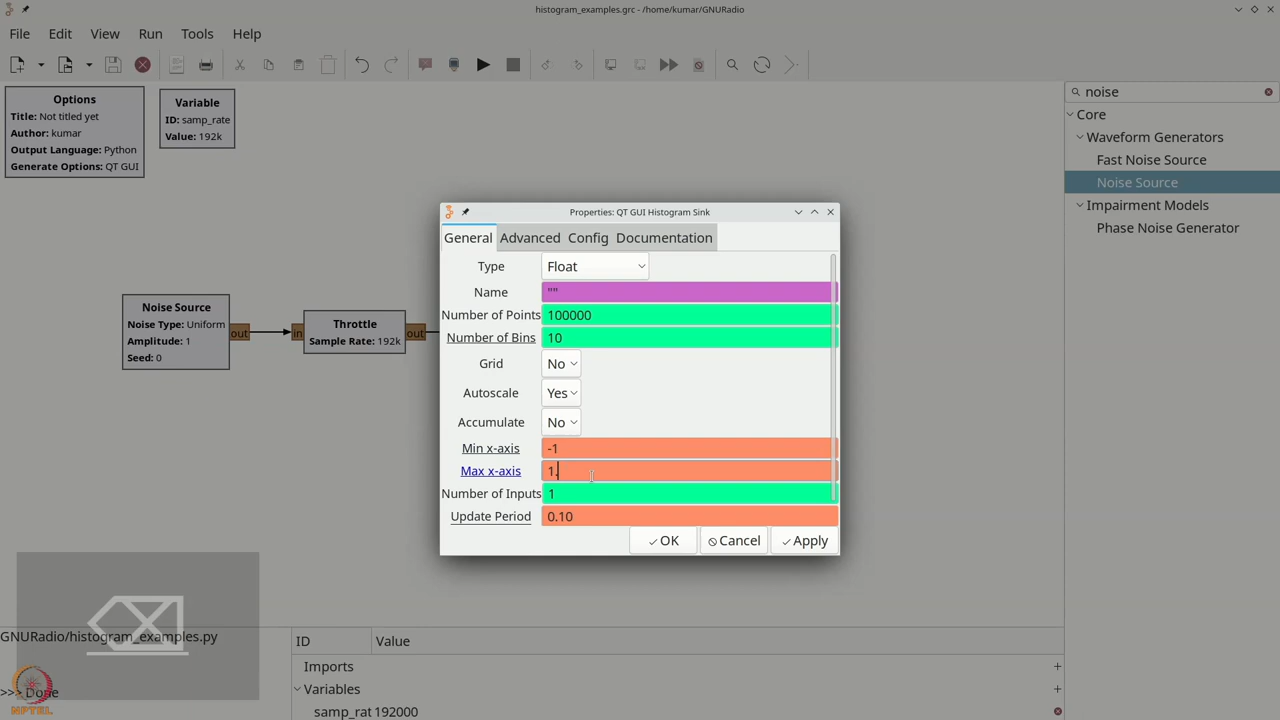 histogram_examples.grc - /home/kumar/GNURadio
File Edit View Run Tools Help
Options
Title: Not titled yet
Author: kumar
Output Language: Python
Generate Options: QT GUI
Variable
ID: samp_rate
Value: 192k
noise
Core
Waveform Generators
Fast Noise Source
Noise Source
Impairment Models
Phase Noise Generator
Noise Source
Noise Type: Uniform
Amplitude: 1
Seed: 0
out
in
Throttle
Sample Rate: 192k
out
Properties: QT GUI Histogram Sink
General Advanced Config Documentation
Type Float
Name ""
Number of Points 100000
Number of Bins 10
Grid No
Autoscale Yes
Accumulate No
Min x-axis -1
Max x-axis 1.
Number of Inputs 1
Update Period 0.10
OK Cancel Apply
GNURadio/histogram_examples.py
>>> Done
NPTEL
ID Value
Imports
Variables
samp_rat 192000